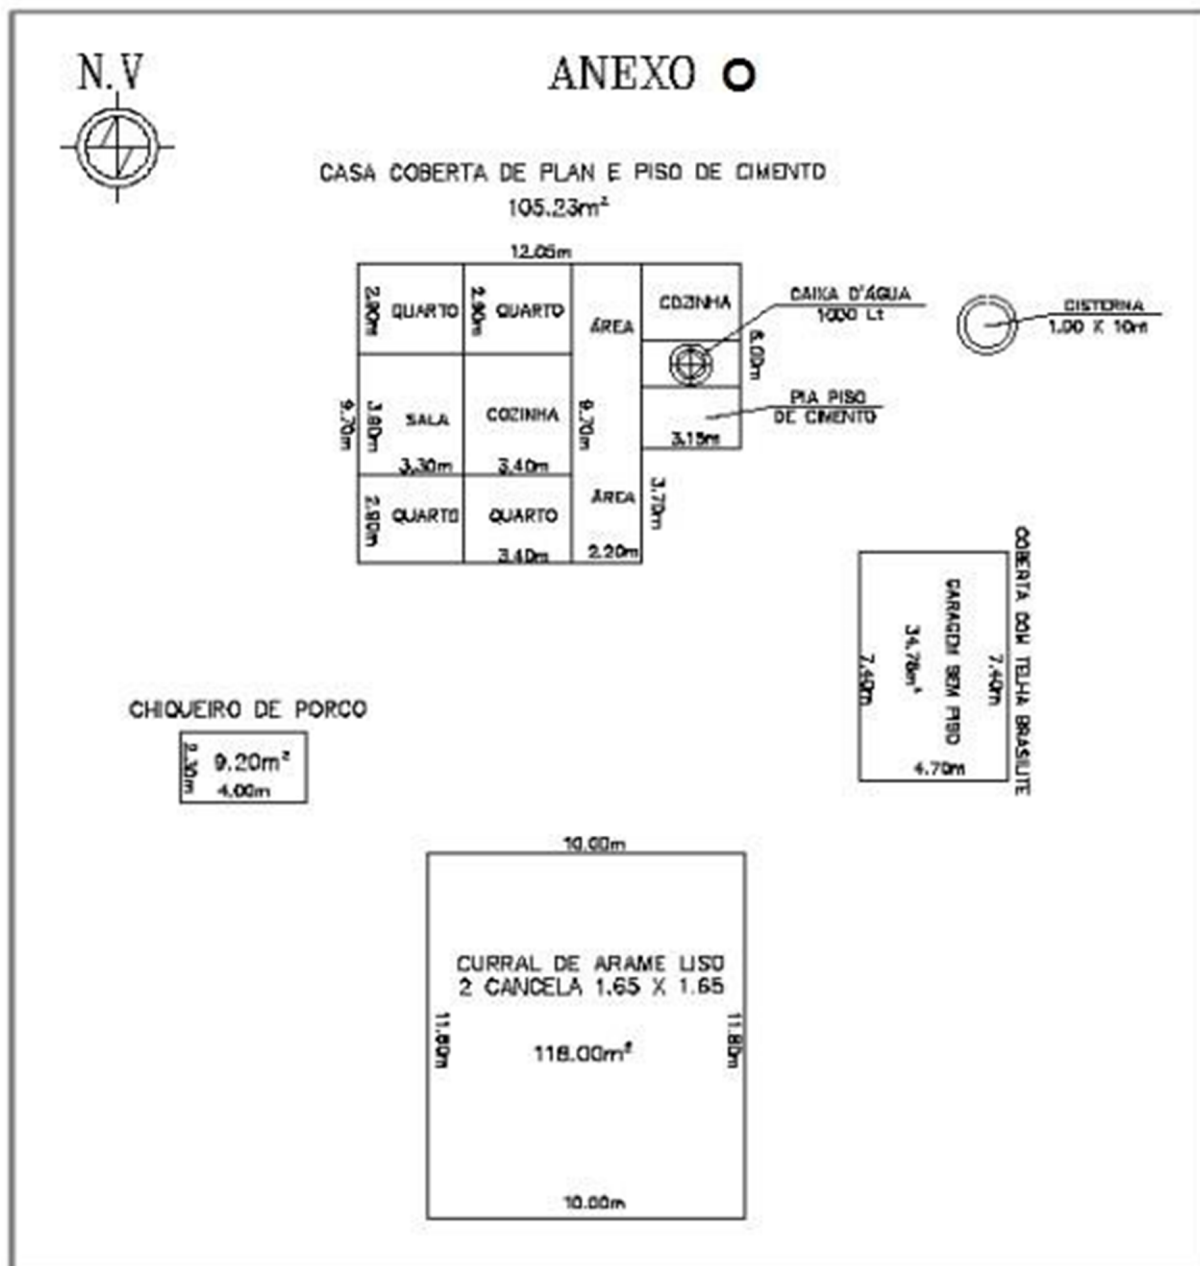 N.V
ANEXO O
CASA COBERTA DE PLAN E PISO DE CIMENTO
105.23m²
12.05m
2.90m
QUARTO
2.90m
QUARTO
ÁREA
COZINHA
CAIXA D'ÁGUA
1000 Lt
CISTERNA
1.00 X 10m
6.00m
9.70m
3.80m
SALA
3.30m
COZINHA
3.40m
9.70m
PIA PISO
DE CIMENTO
3.15m
2.90m
QUARTO
QUARTO
3.40m
ÁREA
2.20m
3.70m
COBERTA COM TELHA BRASILITE
GARAGEM SEM PISO
34.78m²
7.40m
7.40m
4.70m
CHIQUEIRO DE PORCO
2.30m
9.20m²
4.00m
10.00m
CURRAL DE ARAME LISO
2 CANCELA 1.65 X 1.65
11.80m
118.00m²
11.80m
10.00m